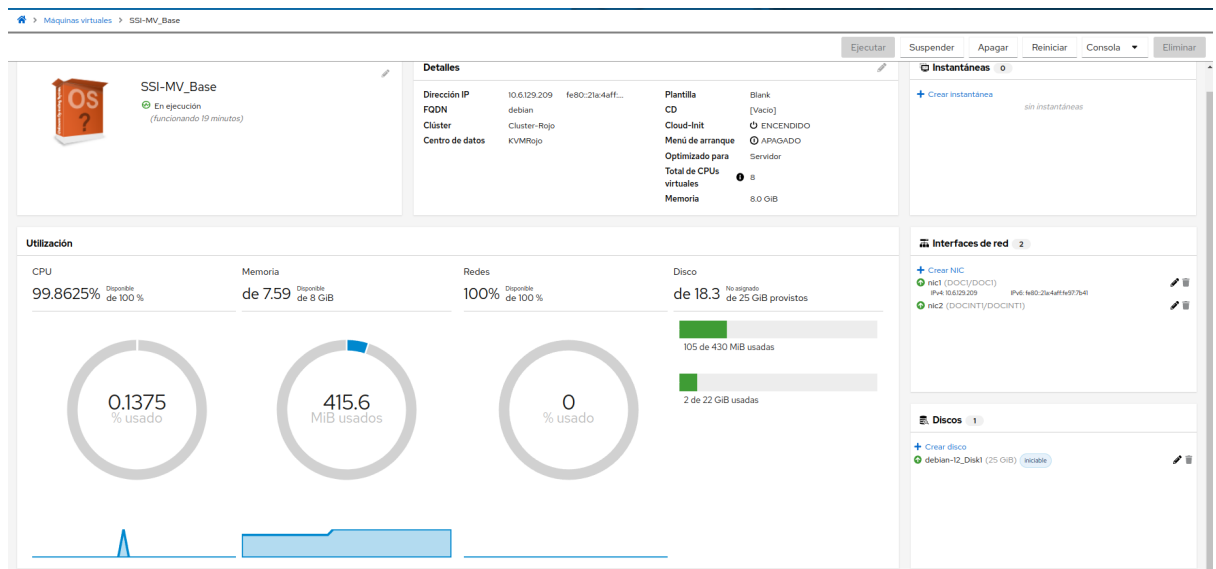 Máquinas virtuales > SSI-MV_Base
Ejecutar Suspender Apagar Reiniciar Consola Eliminar
OS
?
SSI-MV_Base
En ejecución
(funcionando 19 minutos)
Detalles
Dirección IP 10.6.129.209 fe80::21a:4aff:...
FQDN debian
Clúster Cluster-Rojo
Centro de datos KVMRojo
Plantilla Blank
CD [Vacío]
Cloud-Init ENCENDIDO
Menú de arranque APAGADO
Optimizado para Servidor
Total de CPUs virtuales 8
Memoria 8.0 GiB
Instantáneas 0
Crear instantánea
sin instantáneas
Utilización
CPU
99.8625% Disponible de 100 %
0.1375
% usado
Memoria
de 7.59 Disponible de 8 GiB
415.6
MiB usados
Redes
100% Disponible de 100 %
0
% usado
Disco
de 18.3 No asignado de 25 GiB provistos
105 de 430 MiB usadas
2 de 22 GiB usadas
Interfaces de red 2
Crear NIC
nic1 (DOC1/DOC1)
IPv4: 10.6.129.209 IPv6: fe80::21a:4aff:fe97:7b41
nic2 (DOCINT1/DOCINT1)
Discos 1
Crear disco
debian-12_Disk1 (25 GiB) iniciable